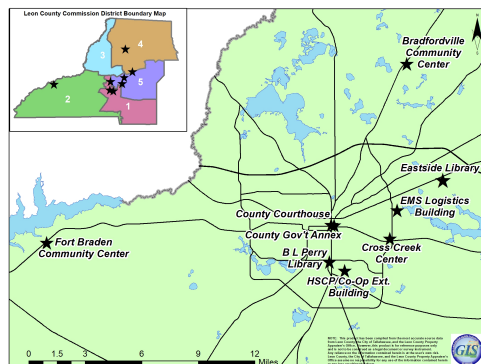 Leon County Commission District Boundary Map
4
3
5
2
1
Bradfordville
Community
Center
Eastside Library
EMS Logistics
Building
County Courthouse
County Gov't Annex
Cross Creek
Center
B L Perry
Library
Fort Braden
Community Center
HSCP/Co-Op Ext.
Building
0 1.5 3 6 9 12
Miles
GIS